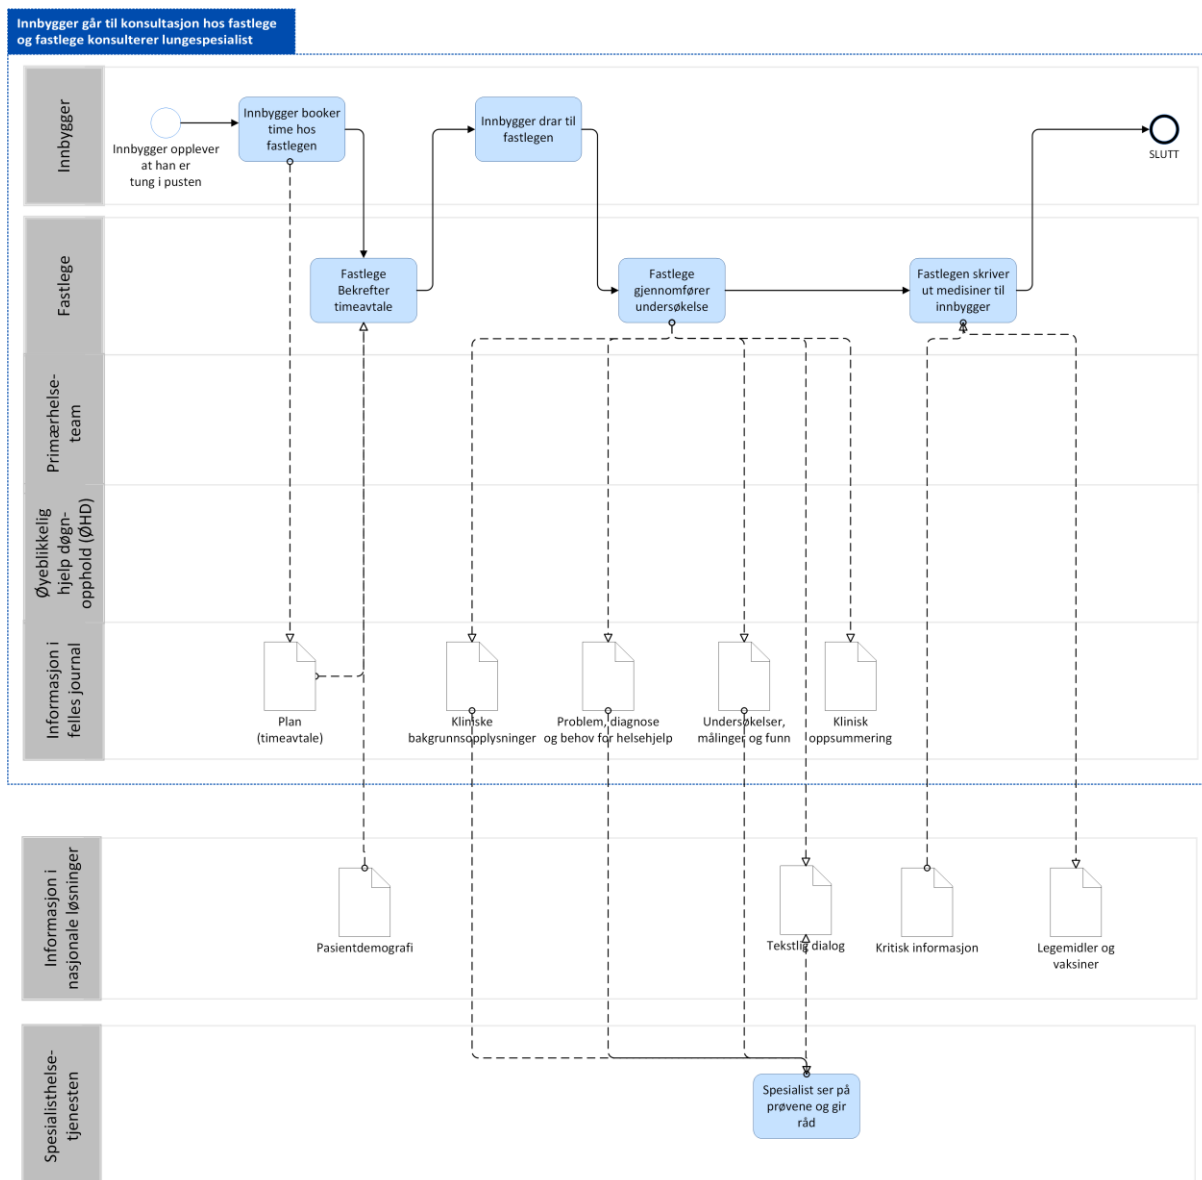 Innbygger går til konsultasjon hos fastlege
og fastlege konsulterer lungespesialist
Innbygger
Innbygger opplever
at han er
tung i pusten
Innbygger booker
time hos
fastlegen
Innbygger drar til
fastlegen
SLUTT
Fastlege
Fastlege
Bekrefter
timeavtale
Fastlege
gjennomfører
undersøkelse
Fastlegen skriver
ut medisiner til
innbygger
Primærhelse-
team
Øyeblikkelig
hjelp døgn-
opphold (ØHD)
Informasjon i
felles journal
Plan
(timeavtale)
Kliniske
bakgrunnsopplysninger
Problem, diagnose
og behov for helsehjelp
Undersøkelser,
målinger og funn
Klinisk
oppsummering
Informasjon i
nasjonale løsninger
Pasientdemografi
Tekstlig dialog
Kritisk informasjon
Legemidler og
vaksiner
Spesialisthelse-
tjenesten
Spesialist ser på
prøvene og gir
råd